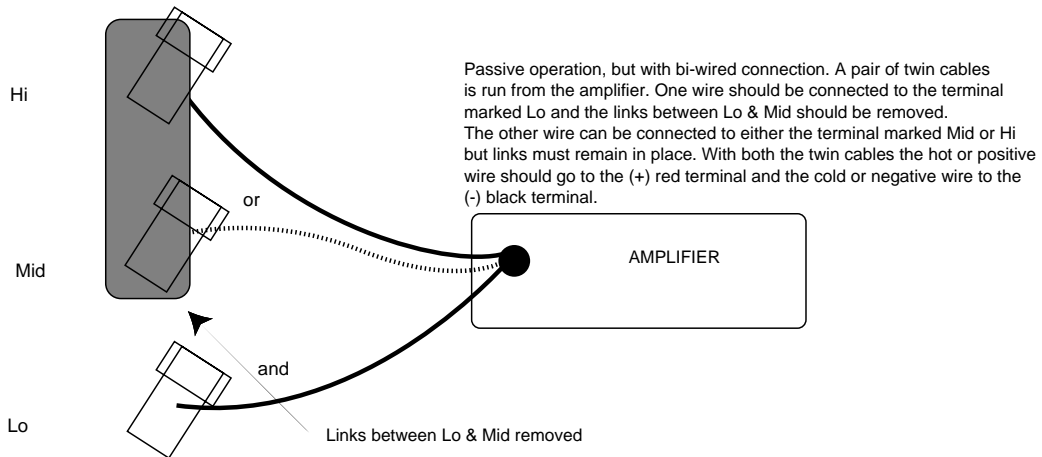 Hi
Passive operation, but with bi-wired connection. A pair of twin cables
is run from the amplifier. One wire should be connected to the terminal
marked Lo and the links between Lo & Mid should be removed.
The other wire can be connected to either the terminal marked Mid or Hi
but links must remain in place. With both the twin cables the hot or positive
wire should go to the (+) red terminal and the cold or negative wire to the
(-) black terminal.
or
AMPLIFIER
Mid
and
Lo
Links between Lo & Mid removed